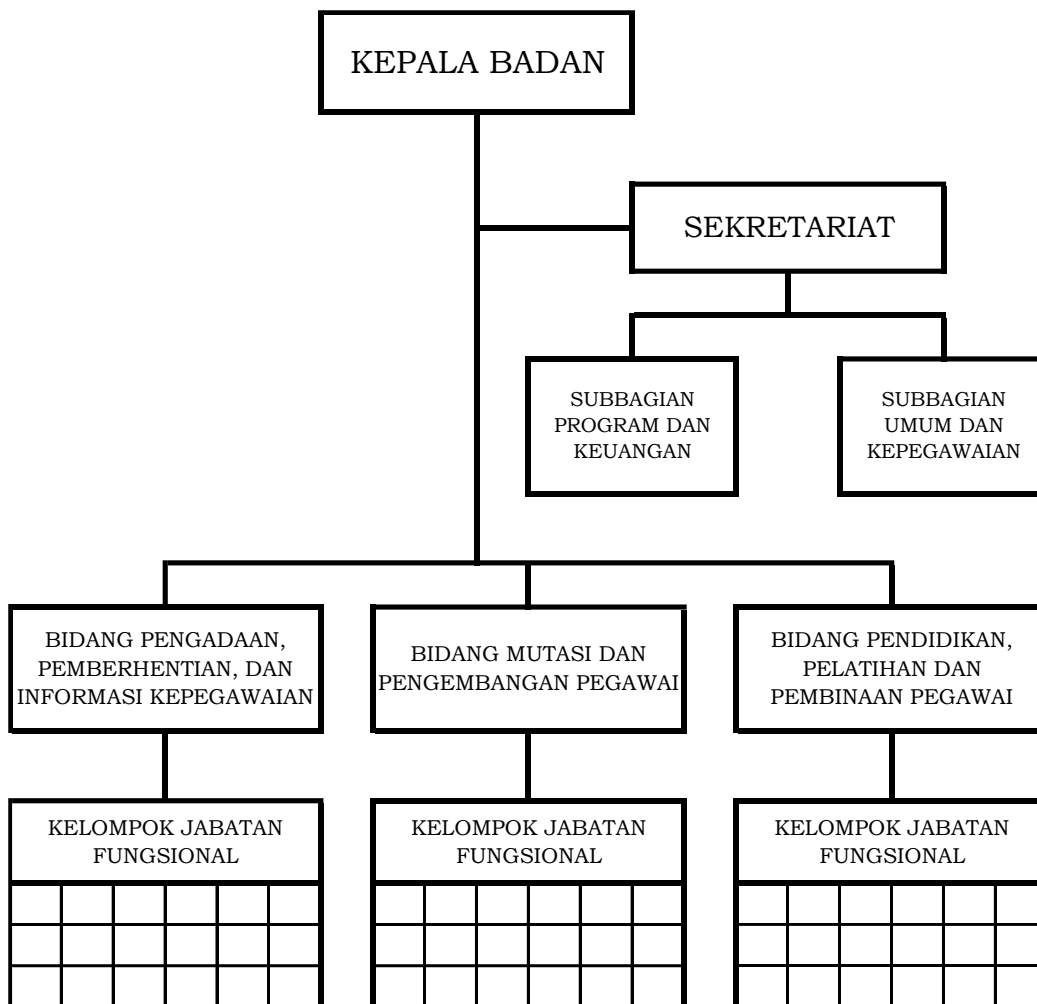 KEPALA BADAN
SEKRETARIAT
SUBBAGIAN
PROGRAM DAN
KEUANGAN
SUBBAGIAN
UMUM DAN
KEPEGAWAIAN
BIDANG PENGADAAN,
PEMBERHENTIAN, DAN
INFORMASI KEPEGAWAIAN
BIDANG MUTASI DAN
PENGEMBANGAN PEGAWAI
BIDANG PENDIDIKAN,
PELATIHAN DAN
PEMBINAAN PEGAWAI
KELOMPOK JABATAN
FUNGSIONAL
KELOMPOK JABATAN
FUNGSIONAL
KELOMPOK JABATAN
FUNGSIONAL